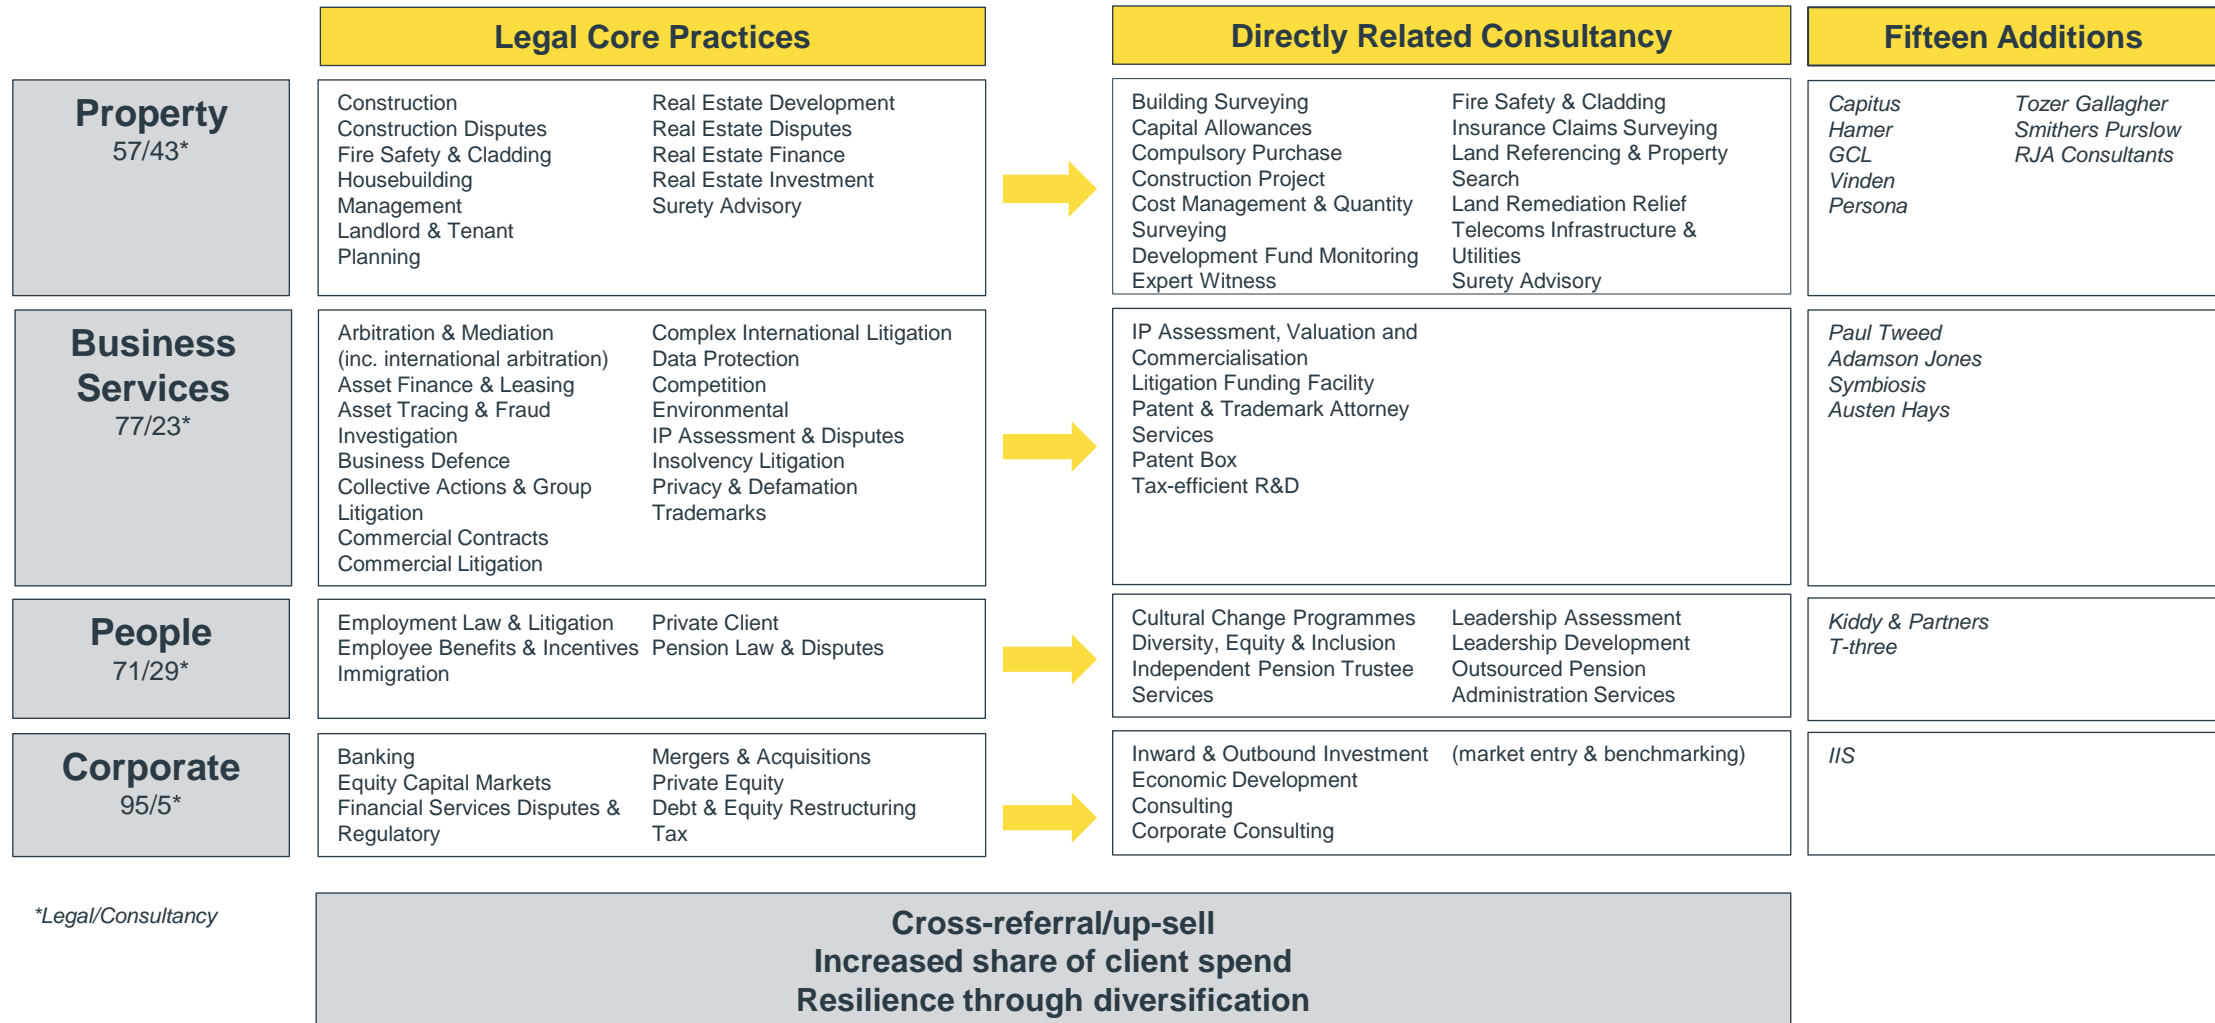 Legal Core Practices
Directly Related Consultancy
Fifteen Additions
Property
57/43*
Construction
Construction Disputes
Fire Safety & Cladding
Housebuilding
Management
Landlord & Tenant
Planning
Real Estate Development
Real Estate Disputes
Real Estate Finance
Real Estate Investment
Surety Advisory
Building Surveying
Capital Allowances
Compulsory Purchase
Construction Project
Cost Management & Quantity
Surveying
Development Fund Monitoring
Expert Witness
Fire Safety & Cladding
Insurance Claims Surveying
Land Referencing & Property
Search
Land Remediation Relief
Telecoms Infrastructure &
Utilities
Surety Advisory
Capitus
Hamer
GCL
Vinden
Persona
Tozer Gallagher
Smithers Purslow
RJA Consultants
Business
Services
77/23*
Arbitration & Mediation
(inc. international arbitration)
Asset Finance & Leasing
Asset Tracing & Fraud
Investigation
Business Defence
Collective Actions & Group
Litigation
Commercial Contracts
Commercial Litigation
Complex International Litigation
Data Protection
Competition
Environmental
IP Assessment & Disputes
Insolvency Litigation
Privacy & Defamation
Trademarks
IP Assessment, Valuation and
Commercialisation
Litigation Funding Facility
Patent & Trademark Attorney
Services
Patent Box
Tax-efficient R&D
Paul Tweed
Adamson Jones
Symbiosis
Austen Hays
People
71/29*
Employment Law & Litigation
Employee Benefits & Incentives
Immigration
Private Client
Pension Law & Disputes
Cultural Change Programmes
Diversity, Equity & Inclusion
Independent Pension Trustee
Services
Leadership Assessment
Leadership Development
Outsourced Pension
Administration Services
Kiddy & Partners
T-three
Corporate
95/5*
Banking
Equity Capital Markets
Financial Services Disputes &
Regulatory
Mergers & Acquisitions
Private Equity
Debt & Equity Restructuring
Tax
Inward & Outbound Investment
Economic Development
Consulting
Corporate Consulting
(market entry & benchmarking)
IIS
*Legal/Consultancy
Cross-referral/up-sell
Increased share of client spend
Resilience through diversification